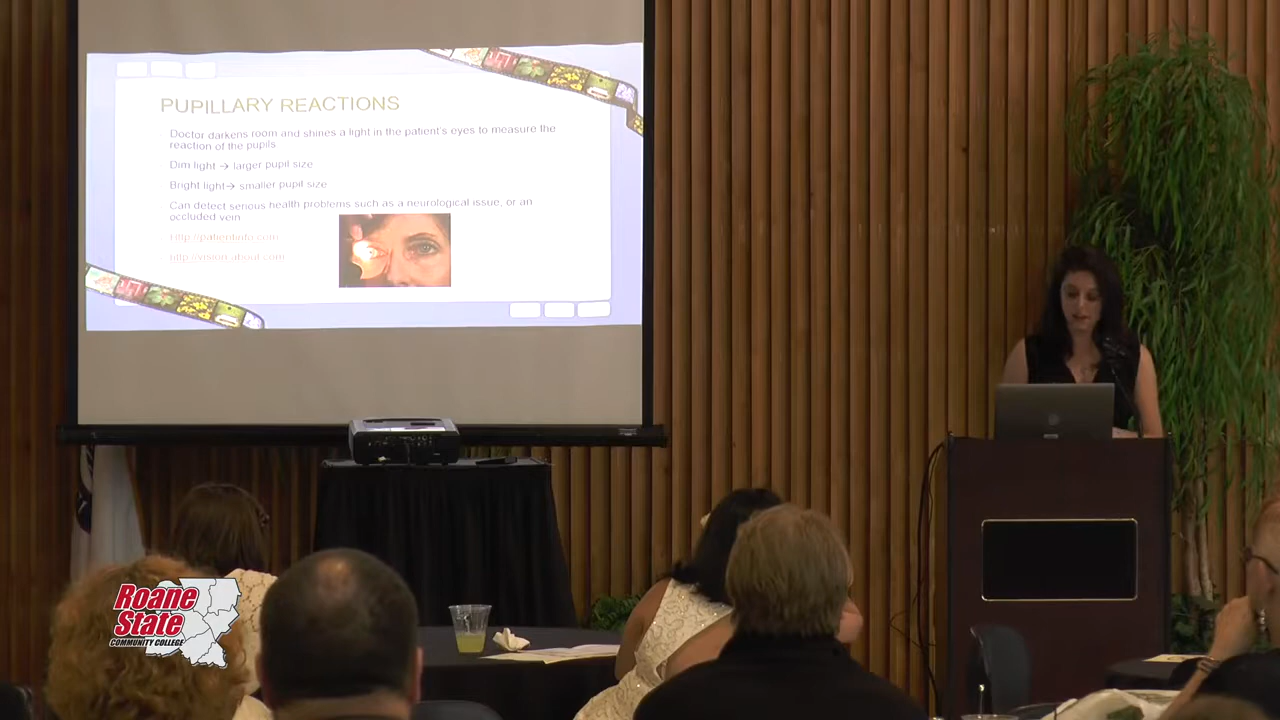 PUPILLARY REACTIONS
Doctor darkens room and shines a light in the patient's eyes to measure the
reaction of the pupils
Dim light → larger pupil size
Bright light→ smaller pupil size
Can detect serious health problems such as a neurological issue, or an
occluded vein
Http://patientinfo.com
http://vision.about.com
Roane
State
COMMUNITY COLLEGE